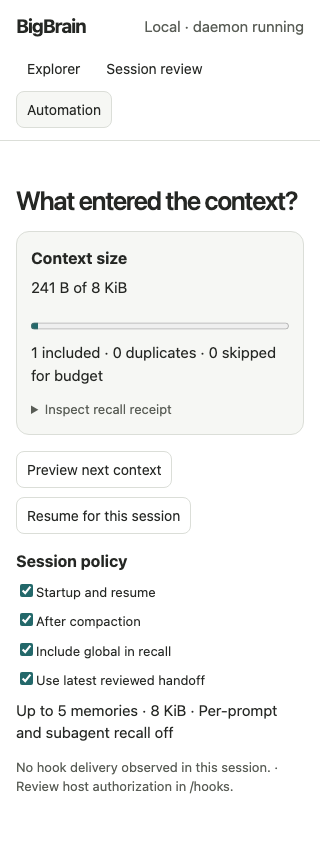 BigBrain
Local · daemon running
Explorer
Session review
Automation
What entered the context?
Context size
241 B of 8 KiB
1 included · 0 duplicates · 0 skipped
for budget
Inspect recall receipt
Preview next context
Resume for this session
Session policy
Startup and resume
After compaction
Include global in recall
Use latest reviewed handoff
Up to 5 memories · 8 KiB · Per-prompt
and subagent recall off
No hook delivery observed in this session. ·
Review host authorization in /hooks.